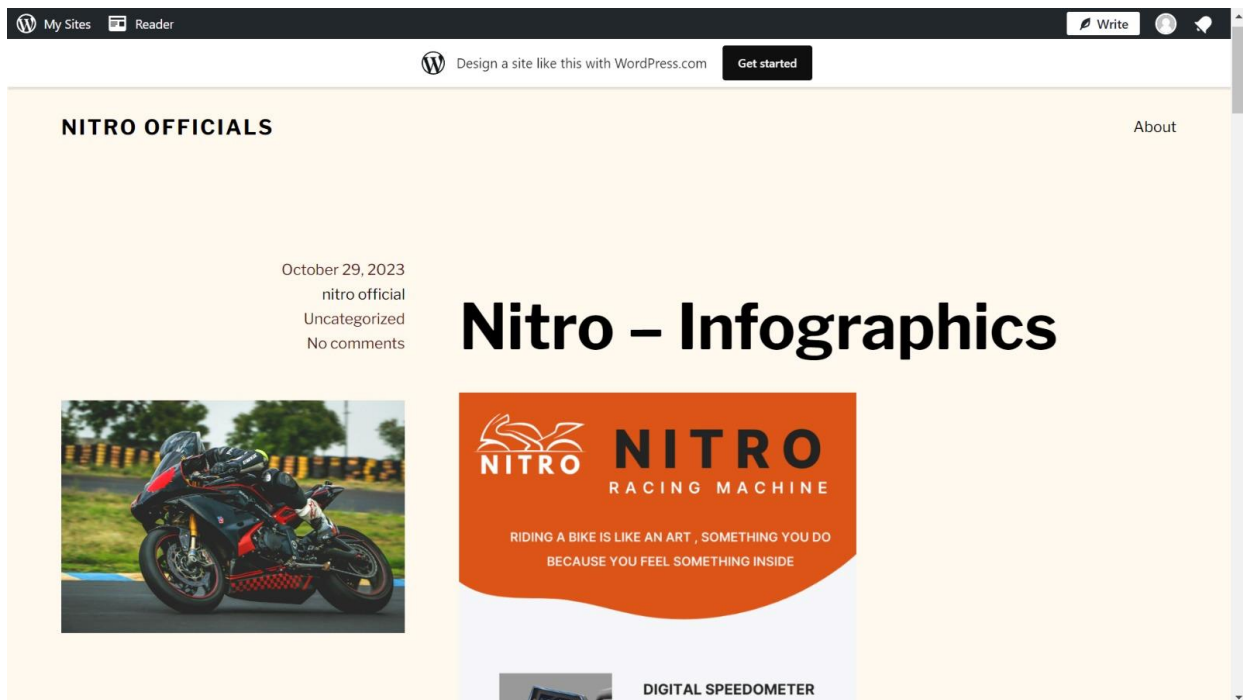 My Sites Reader Write
Design a site like this with WordPress.com Get started
NITRO OFFICIALS About
October 29, 2023
nitro official
Uncategorized
No comments
Nitro – Infographics
NITRO
NITRO
RACING MACHINE
RIDING A BIKE IS LIKE AN ART , SOMETHING YOU DO
BECAUSE YOU FEEL SOMETHING INSIDE
DIGITAL SPEEDOMETER